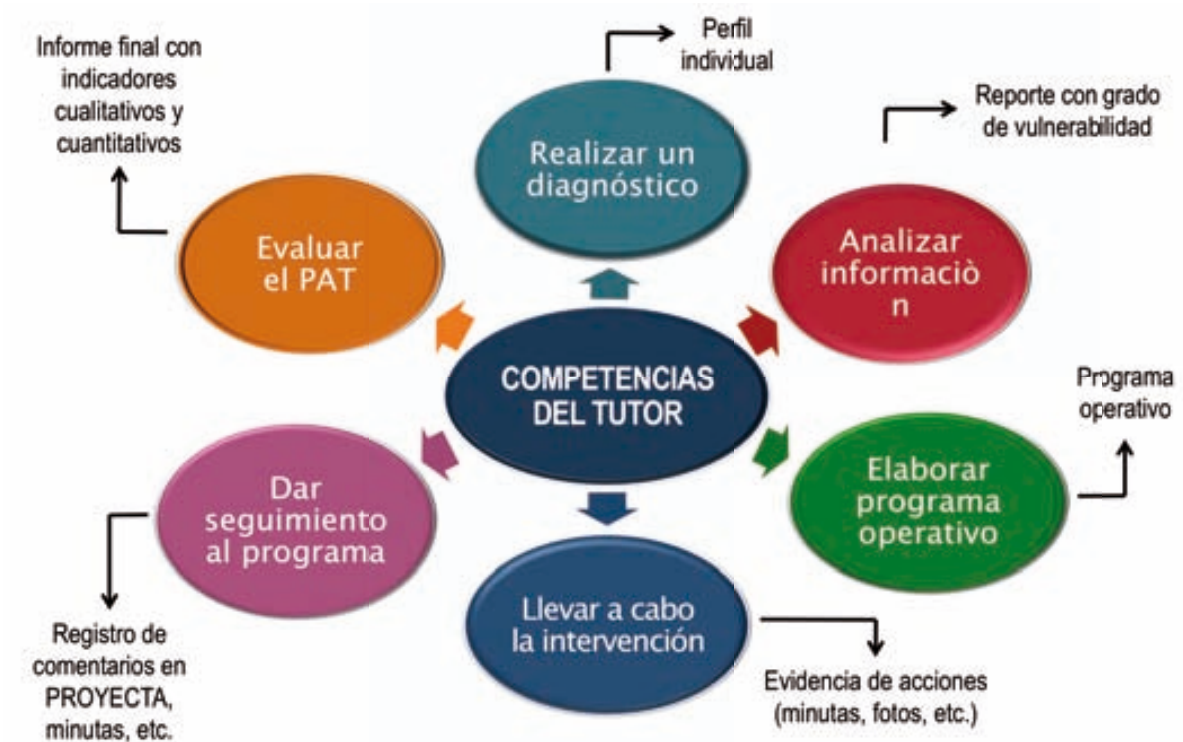 Perfil
individual
Realizar un
diagnóstico
Reporte con grado
de vulnerabilidad
Analizar
informaciò
n
Programa
operativo
Elaborar
programa
operativo
Llevar a cabo
la intervención
Evidencia de acciones
(minutas, fotos, etc.)
Dar
seguimiento
al programa
Registro de
comentarios en
PROYECTA,
minutas, etc.
Evaluar
el PAT
Informe final con
indicadores
cualitativos y
cuantitativos
COMPETENCIAS
DEL TUTOR